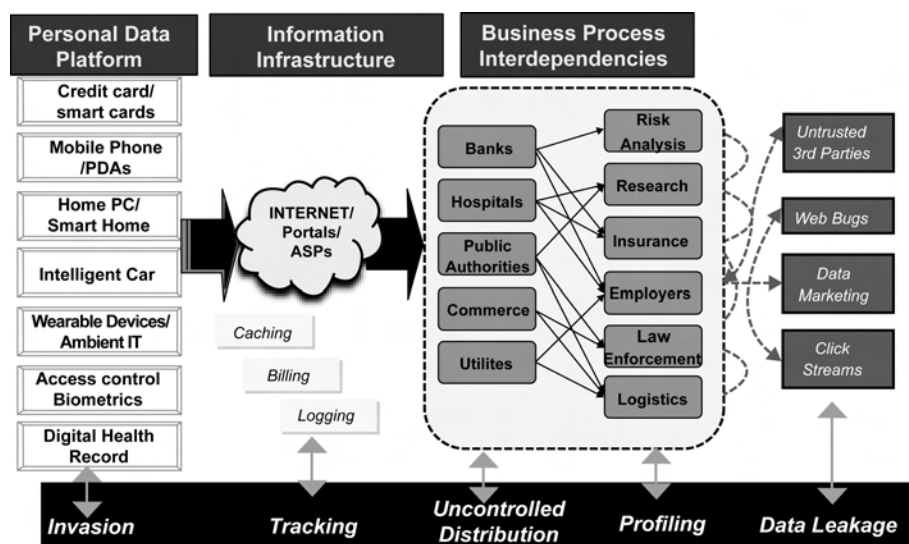 Personal Data
Platform
Information
Infrastructure
Business Process
Interdependencies
Credit card/
smart cards
Mobile Phone
/PDAs
Home PC/
Smart Home
Intelligent Car
Wearable Devices/
Ambient IT
Access control
Biometrics
Digital Health
Record
INTERNET/
Portals/
ASPs
Caching
Billing
Logging
Banks
Hospitals
Public
Authorities
Commerce
Utilites
Risk
Analysis
Research
Insurance
Employers
Law
Enforcement
Logistics
Untrusted
3rd Parties
Web Bugs
Data
Marketing
Click
Streams
Invasion
Tracking
Uncontrolled
Distribution
Profiling
Data Leakage